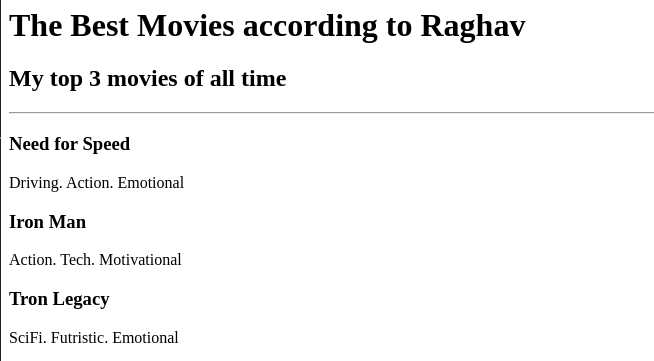 The Best Movies according to Raghav
My top 3 movies of all time
Need for Speed
Driving. Action. Emotional
Iron Man
Action. Tech. Motivational
Tron Legacy
SciFi. Futristic. Emotional